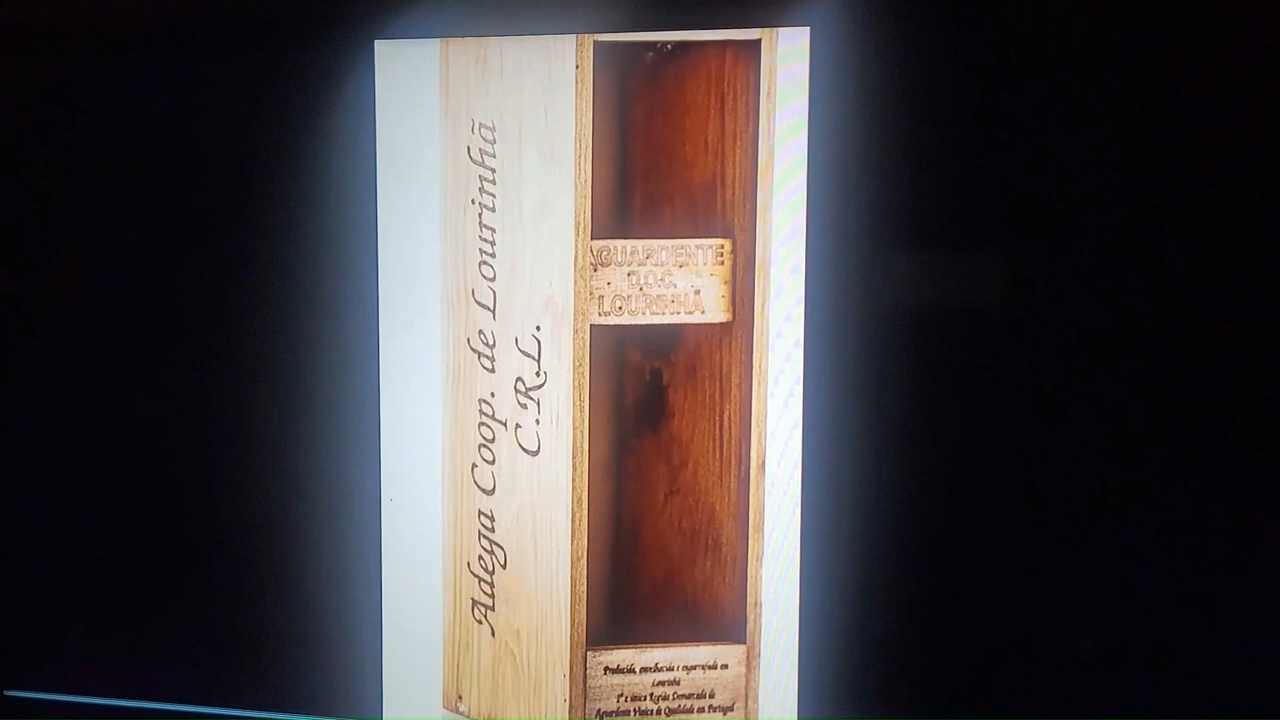 Adega Coop. de Lourinhã
C.R.L.
AGUARDENTE
D.O.C.
LOURINHÃ
Produzida, envelhecida e engarrafada em
Lourinhã
1ª e única Região Demarcada de
Aguardente Vínica de Qualidade em Portugal